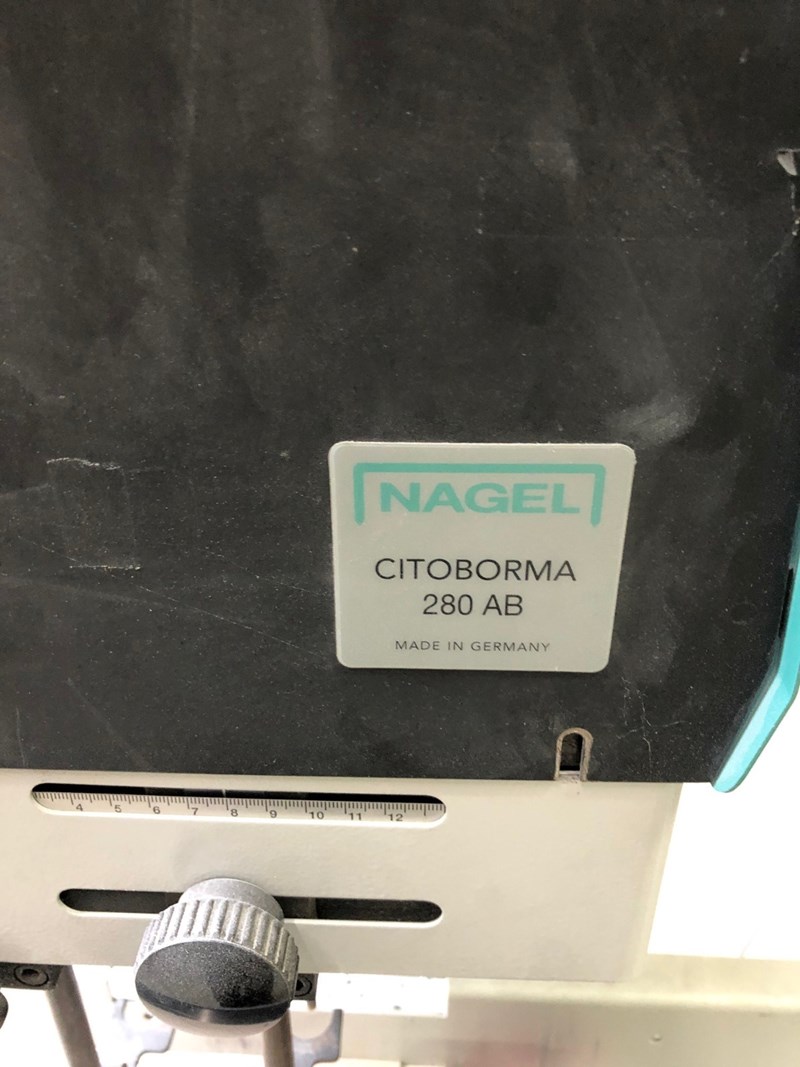 NAGEL
CITOBORMA
280 AB
MADE IN GERMANY
4 5 6 7 8 9 10 11 12